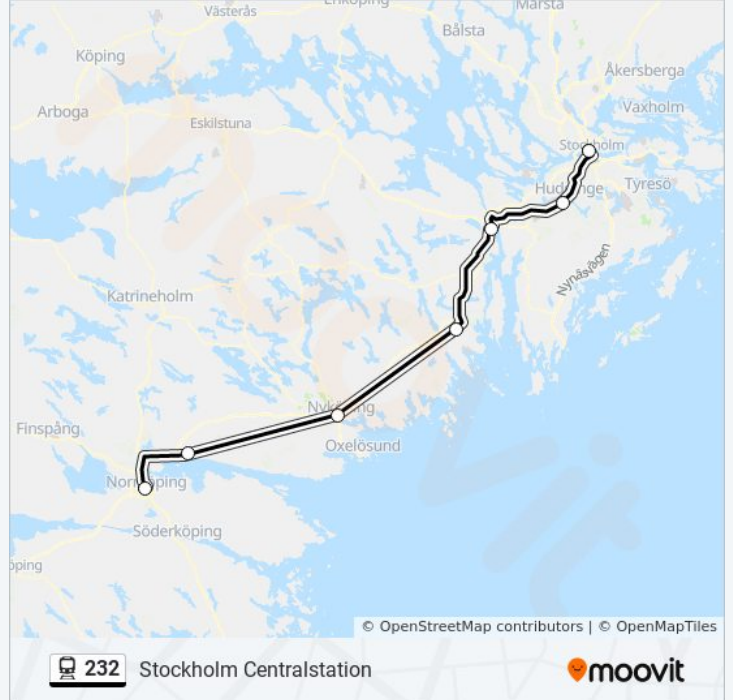 Enköping
Märsta
Västerås
Bålsta
Köping
Åkersberga
Arboga
Vaxholm
Eskilstuna
Stockholm
Huddinge
Tyresö
Nynäsvägen
Katrineholm
Nyköping
Finspång
Oxelösund
Norrköping
Söderköping
öping
© OpenStreetMap contributors | © OpenMapTiles
232 Stockholm Centralstation
moovit